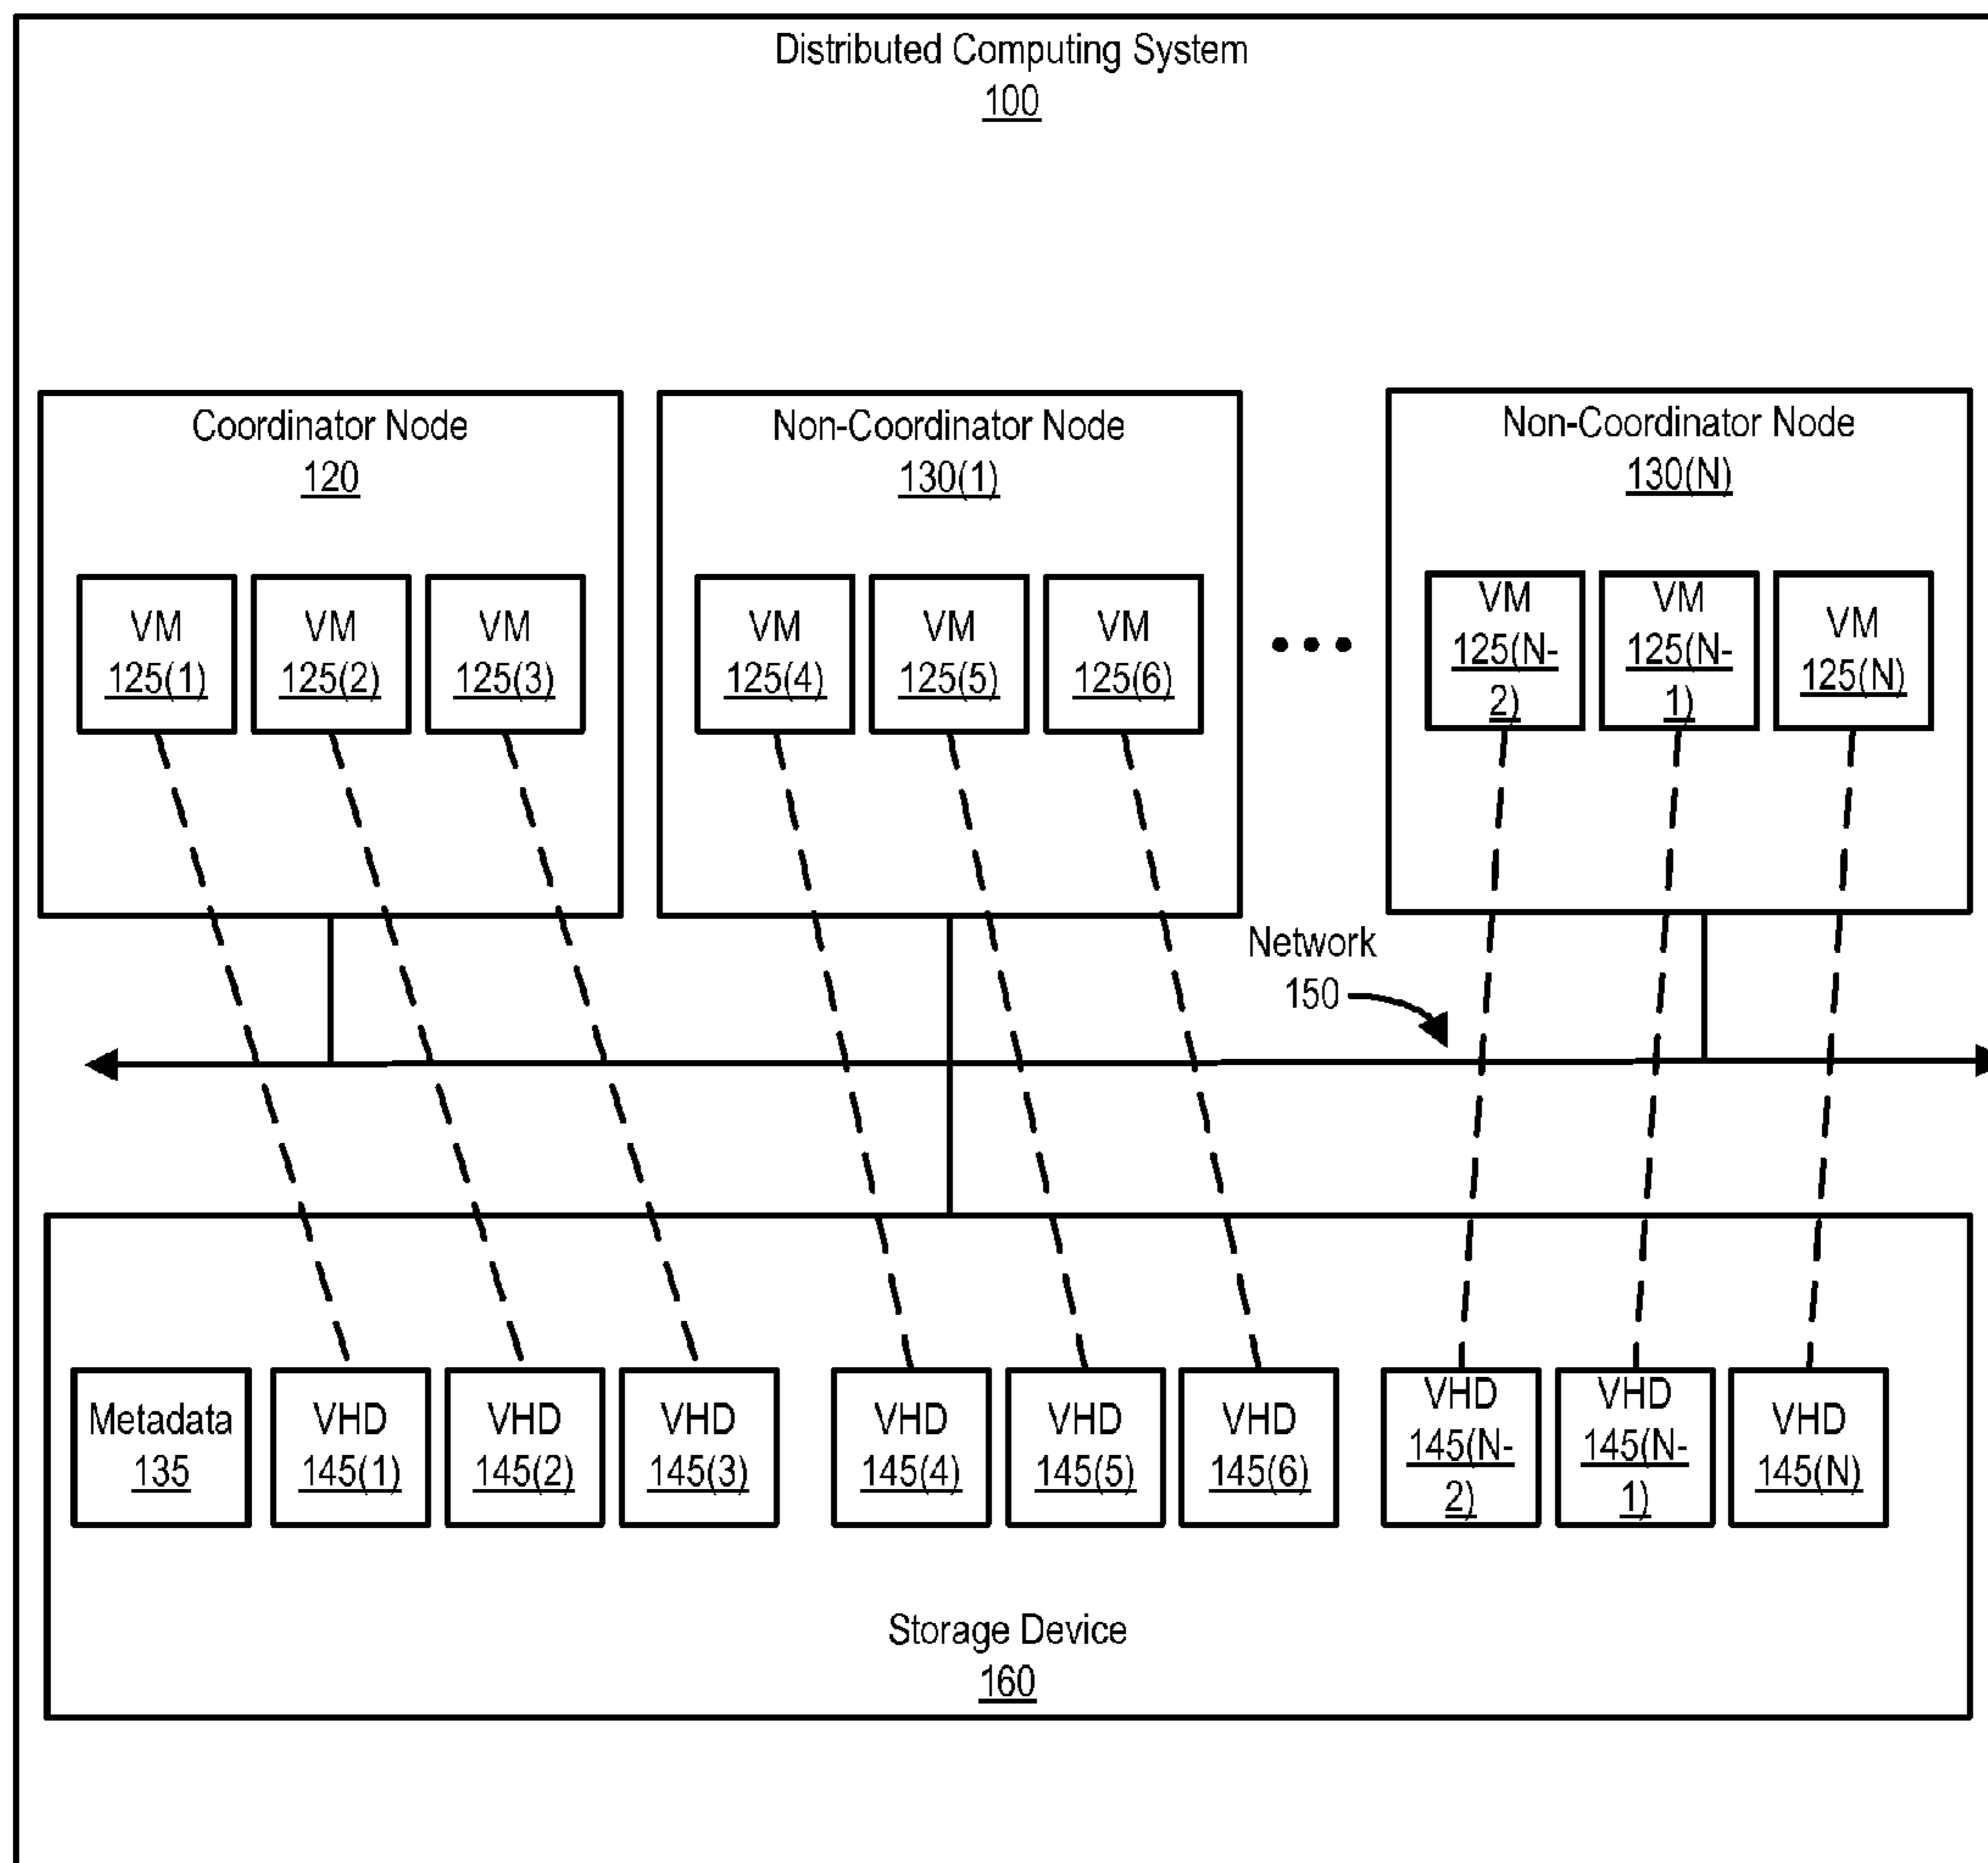 Distributed Computing System
100
Coordinator Node
120
Non-Coordinator Node
130(1)
Non-Coordinator Node
130(N)
VM
125(1)
VM
125(2)
VM
125(3)
VM
125(4)
VM
125(5)
VM
125(6)
VM
125(N-
2)
VM
125(N-
1)
VM
125(N)
Network
150
Metadata
135
VHD
145(1)
VHD
145(2)
VHD
145(3)
VHD
145(4)
VHD
145(5)
VHD
145(6)
VHD
145(N-
2)
VHD
145(N-
1)
VHD
145(N)
Storage Device
160